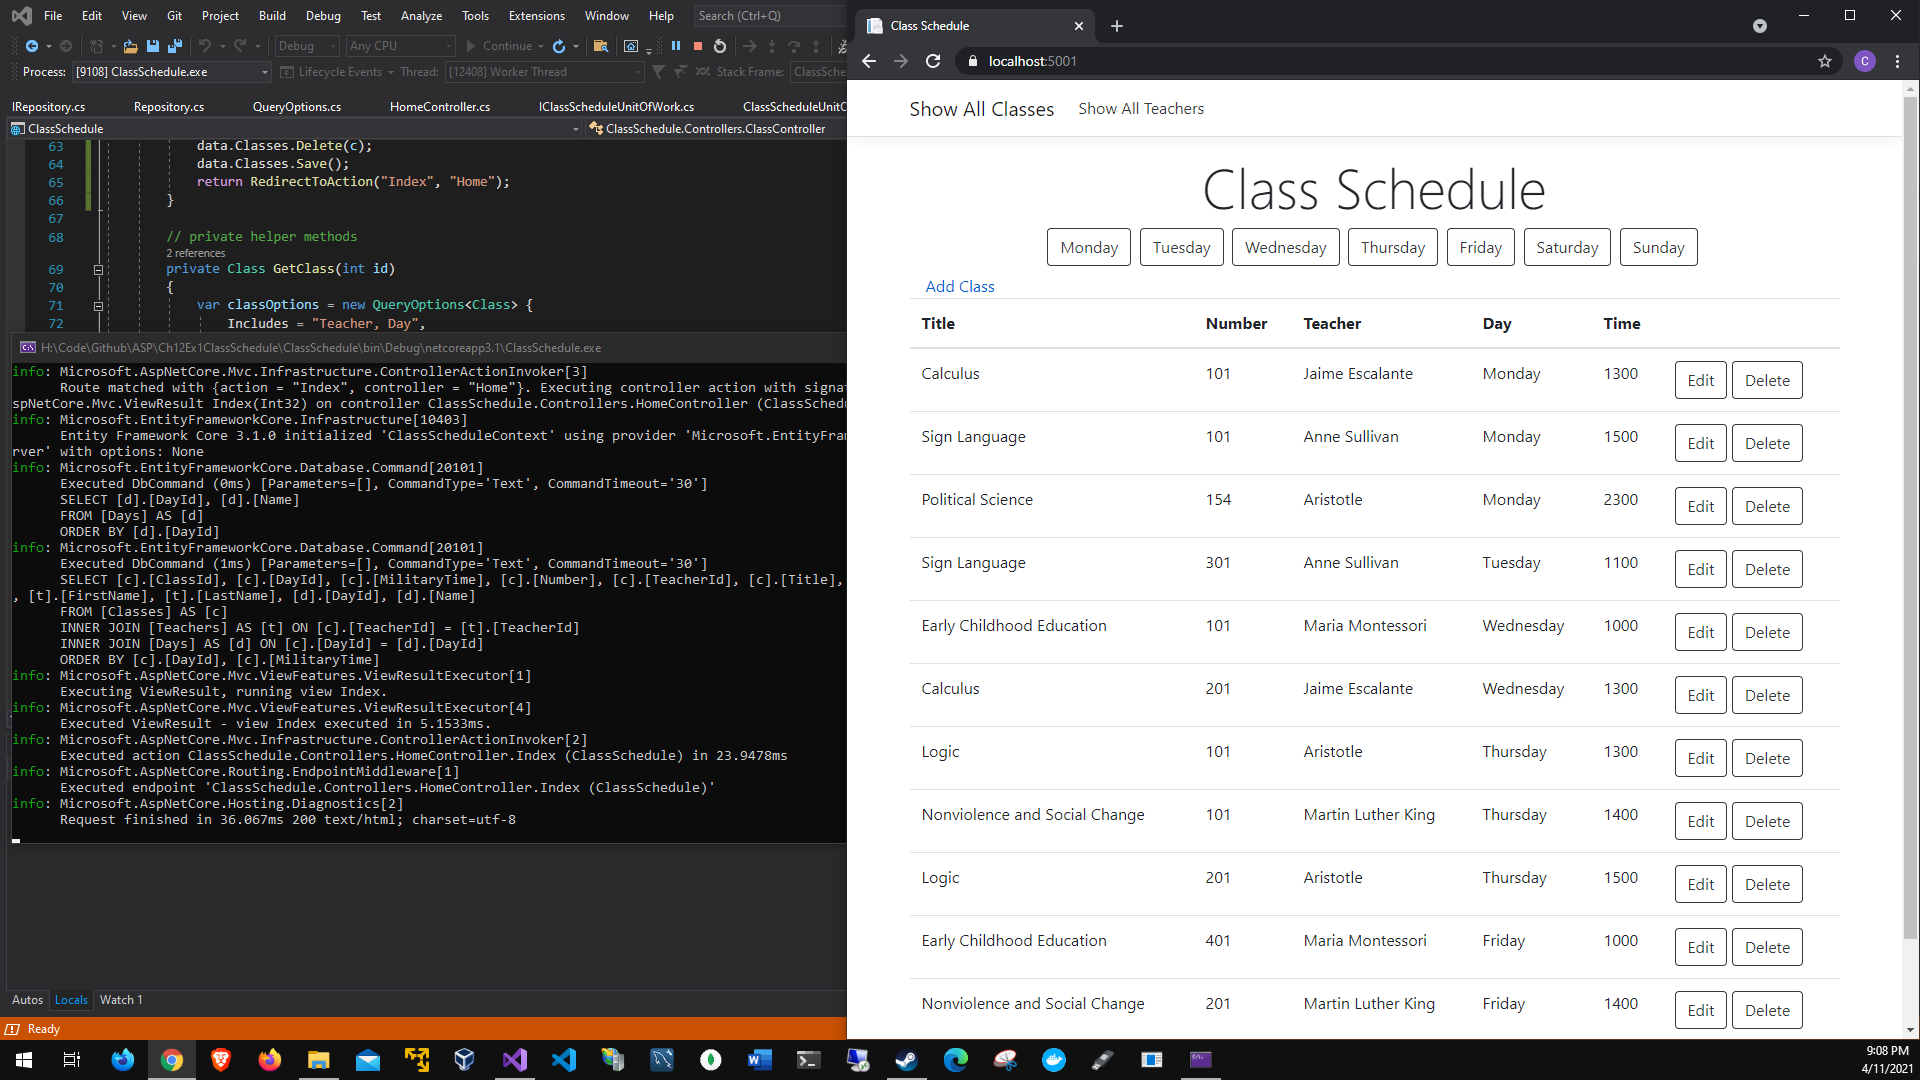 File Edit View Git Project Build Debug Test Analyze Tools Extensions Window Help Search (Ctrl+Q)
Debug Any CPU Continue
Process: [9108] ClassSchedule.exe Lifecycle Events Thread: [12408] Worker Thread Stack Frame: ClassSche
IRepository.cs Repository.cs QueryOptions.cs HomeController.cs IClassScheduleUnitOfWork.cs ClassScheduleUnitO
ClassSchedule ClassSchedule.Controllers.ClassController
63 data.Classes.Delete(c);
64 data.Classes.Save();
65 return RedirectToAction("Index", "Home");
66 }
67
68 // private helper methods
2 references
69 private Class GetClass(int id)
70 {
71 var classOptions = new QueryOptions<Class> {
72 Includes = "Teacher, Day",
H:\Code\Github\ASP\Ch12Ex1ClassSchedule\ClassSchedule\bin\Debug\netcoreapp3.1\ClassSchedule.exe
info: Microsoft.AspNetCore.Mvc.Infrastructure.ControllerActionInvoker[3]
Route matched with {action = "Index", controller = "Home"}. Executing controller action with signat
spNetCore.Mvc.ViewResult Index(Int32) on controller ClassSchedule.Controllers.HomeController (ClassSchedu
info: Microsoft.EntityFrameworkCore.Infrastructure[10403]
Entity Framework Core 3.1.0 initialized 'ClassScheduleContext' using provider 'Microsoft.EntityFra
rver' with options: None
info: Microsoft.EntityFrameworkCore.Database.Command[20101]
Executed DbCommand (0ms) [Parameters=[], CommandType='Text', CommandTimeout='30']
SELECT [d].[DayId], [d].[Name]
FROM [Days] AS [d]
ORDER BY [d].[DayId]
info: Microsoft.EntityFrameworkCore.Database.Command[20101]
Executed DbCommand (1ms) [Parameters=[], CommandType='Text', CommandTimeout='30']
SELECT [c].[ClassId], [c].[DayId], [c].[MilitaryTime], [c].[Number], [c].[TeacherId], [c].[Title],
, [t].[FirstName], [t].[LastName], [d].[DayId], [d].[Name]
FROM [Classes] AS [c]
INNER JOIN [Teachers] AS [t] ON [c].[TeacherId] = [t].[TeacherId]
INNER JOIN [Days] AS [d] ON [c].[DayId] = [d].[DayId]
ORDER BY [c].[DayId], [c].[MilitaryTime]
info: Microsoft.AspNetCore.Mvc.ViewFeatures.ViewResultExecutor[1]
Executing ViewResult, running view Index.
info: Microsoft.AspNetCore.Mvc.ViewFeatures.ViewResultExecutor[4]
Executed ViewResult - view Index executed in 5.1533ms.
info: Microsoft.AspNetCore.Mvc.Infrastructure.ControllerActionInvoker[2]
Executed action ClassSchedule.Controllers.HomeController.Index (ClassSchedule) in 23.9478ms
info: Microsoft.AspNetCore.Routing.EndpointMiddleware[1]
Executed endpoint 'ClassSchedule.Controllers.HomeController.Index (ClassSchedule)'
info: Microsoft.AspNetCore.Hosting.Diagnostics[2]
Request finished in 36.067ms 200 text/html; charset=utf-8
Autos Locals Watch 1
Ready
Class Schedule
localhost:5001
C
Show All Classes Show All Teachers
Class Schedule
Monday Tuesday Wednesday Thursday Friday Saturday Sunday
Add Class
Title Number Teacher Day Time
Calculus 101 Jaime Escalante Monday 1300 Edit Delete
Sign Language 101 Anne Sullivan Monday 1500 Edit Delete
Political Science 154 Aristotle Monday 2300 Edit Delete
Sign Language 301 Anne Sullivan Tuesday 1100 Edit Delete
Early Childhood Education 101 Maria Montessori Wednesday 1000 Edit Delete
Calculus 201 Jaime Escalante Wednesday 1300 Edit Delete
Logic 101 Aristotle Thursday 1300 Edit Delete
Nonviolence and Social Change 101 Martin Luther King Thursday 1400 Edit Delete
Logic 201 Aristotle Thursday 1500 Edit Delete
Early Childhood Education 401 Maria Montessori Friday 1000 Edit Delete
Nonviolence and Social Change 201 Martin Luther King Friday 1400 Edit Delete
9:08 PM
4/11/2021